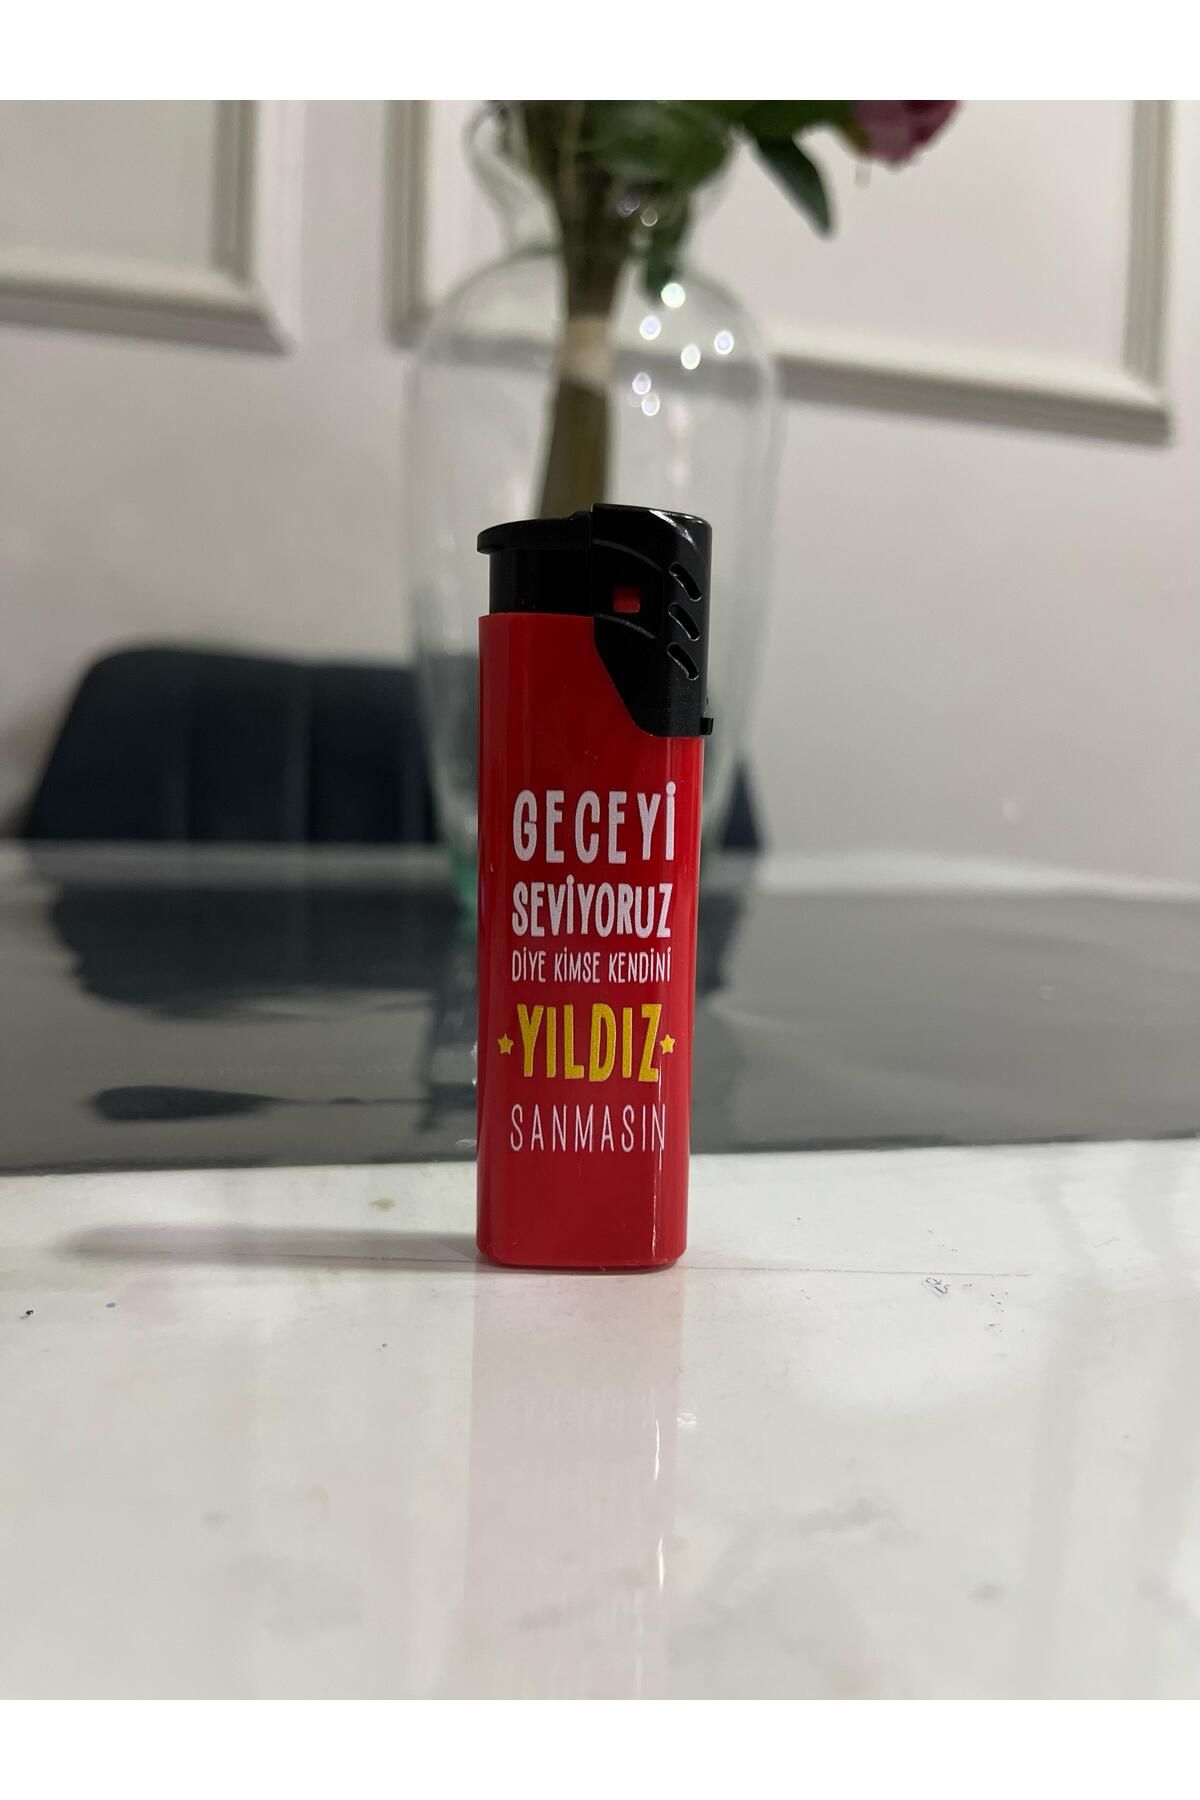 GECEYİ
SEVİYORUZ
DİYE KİMSE KENDİNİ
YILDIZ
SANMASIN